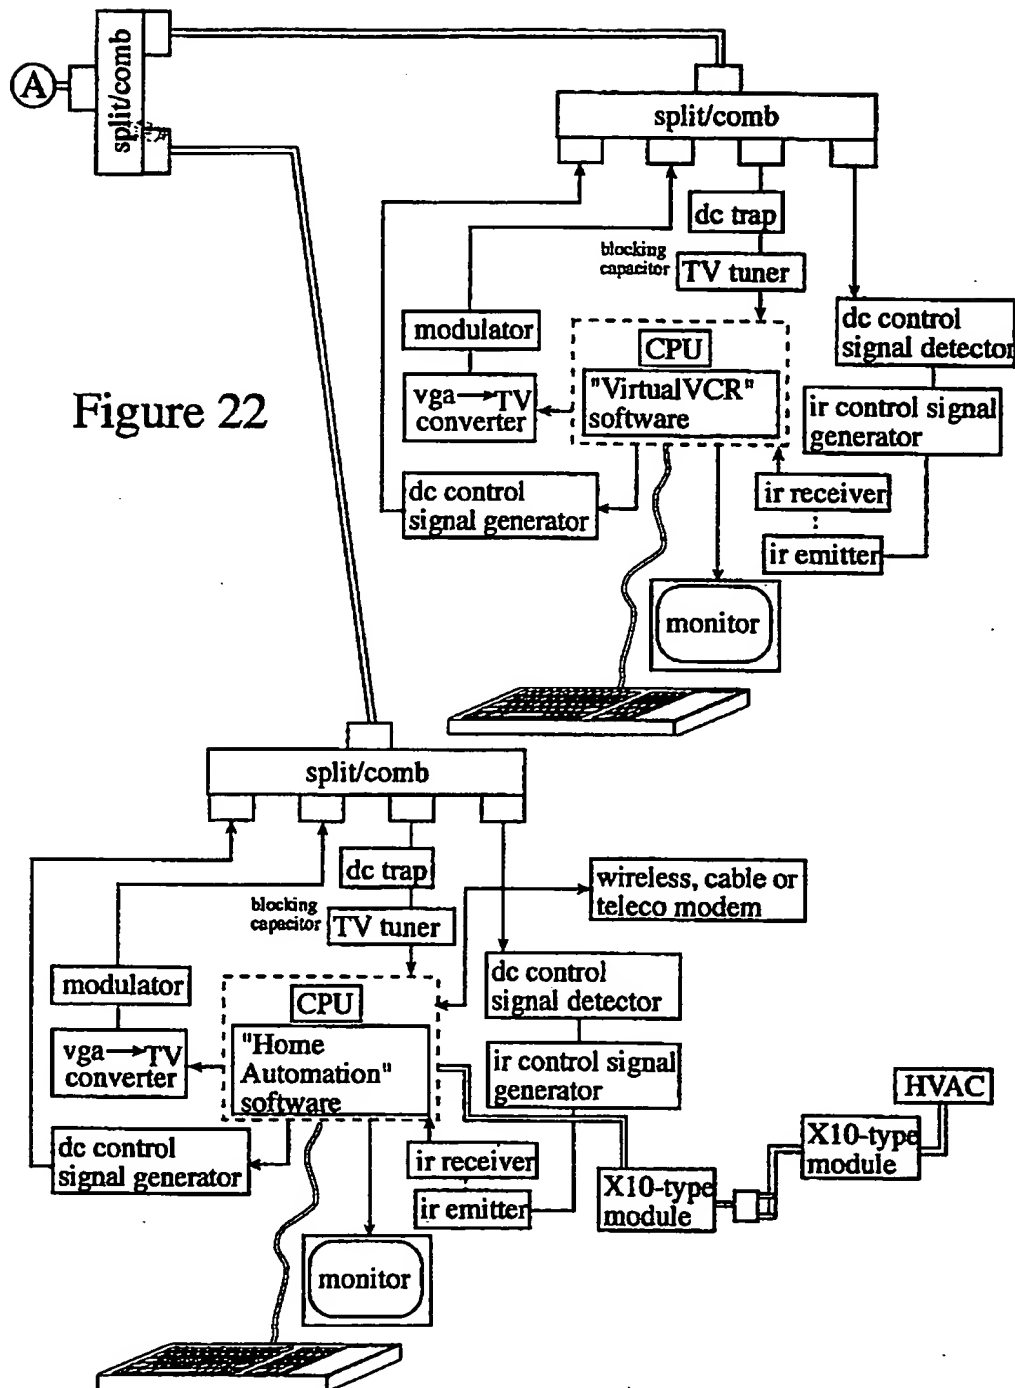 A
split/comb
split/comb
dc trap
blocking
capacitor
TV tuner
modulator
CPU
dc control
signal detector
Figure 22
vga→TV
converter
"VirtualVCR"
software
ir control signal
generator
dc control
signal generator
ir receiver
ir emitter
monitor
split/comb
dc trap
wireless, cable or
teleco modem
blocking
capacitor
TV tuner
modulator
CPU
dc control
signal detector
vga→TV
converter
"Home
Automation"
software
ir control signal
generator
HVAC
dc control
signal generator
ir receiver
ir emitter
X10-type
module
X10-type
module
monitor